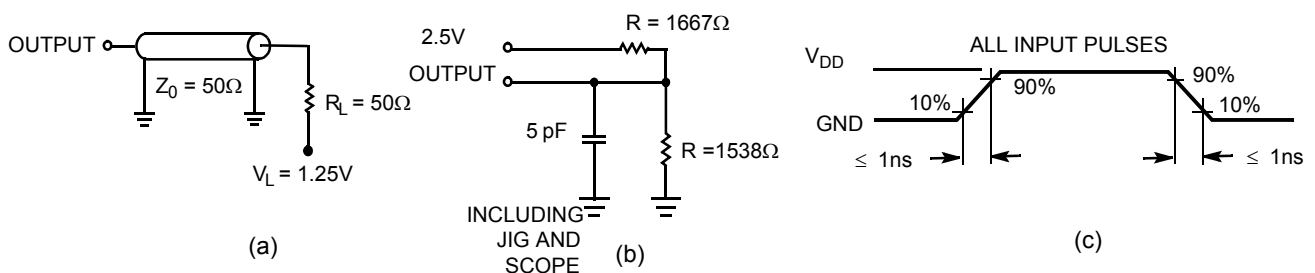 OUTPUT
Z0 = 50Ω
RL = 50Ω
VL = 1.25V
(a)
R = 1667Ω
2.5V
OUTPUT
5 pF
R =1538Ω
INCLUDING
JIG AND
SCOPE
(b)
ALL INPUT PULSES
VDD
90%
90%
10%
10%
GND
≤ 1ns
≤ 1ns
(c)